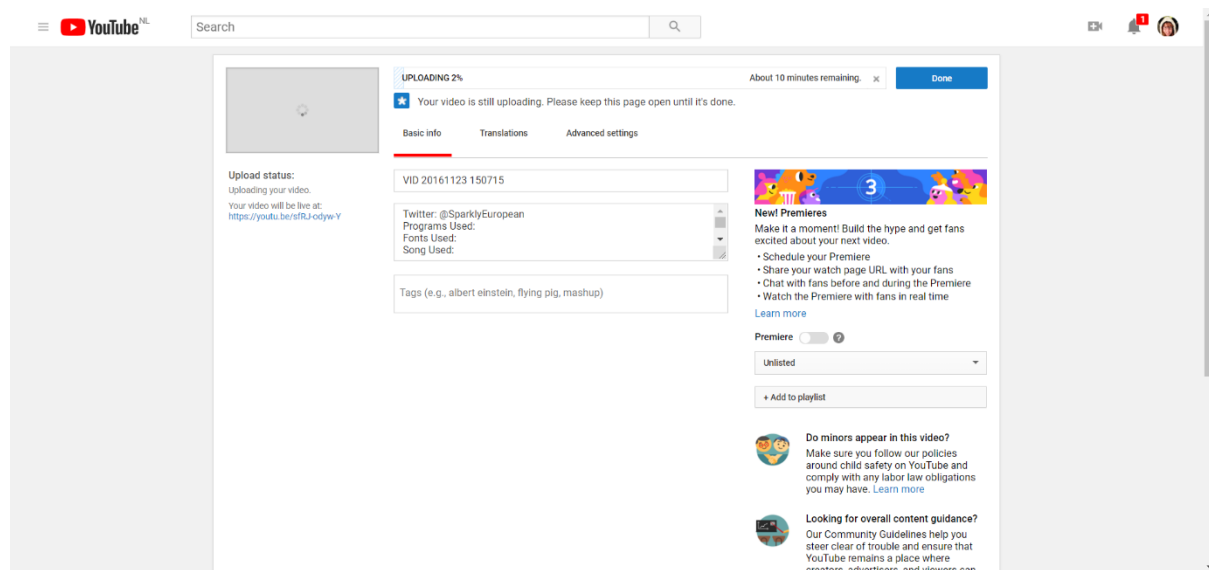 YouTube NL
Search
1
UPLOADING 2%
About 10 minutes remaining.
Done
Your video is still uploading. Please keep this page open until it's done.
Basic info
Translations
Advanced settings
Upload status:
Uploading your video.
Your video will be live at:
https://youtu.be/sfRJ-odyw-Y
VID 20161123 150715
Twitter: @SparklyEuropean
Programs Used:
Fonts Used:
Song Used:
Tags (e.g., albert einstein, flying pig, mashup)
3
New! Premieres
Make it a moment! Build the hype and get fans
excited about your next video.
• Schedule your Premiere
• Share your watch page URL with your fans
• Chat with fans before and during the Premiere
• Watch the Premiere with fans in real time
Learn more
Premiere
?
Unlisted
+ Add to playlist
Do minors appear in this video?
Make sure you follow our policies
around child safety on YouTube and
comply with any labor law obligations
you may have. Learn more
Looking for overall content guidance?
Our Community Guidelines help you
steer clear of trouble and ensure that
YouTube remains a place where
creators, advertisers, and viewers can